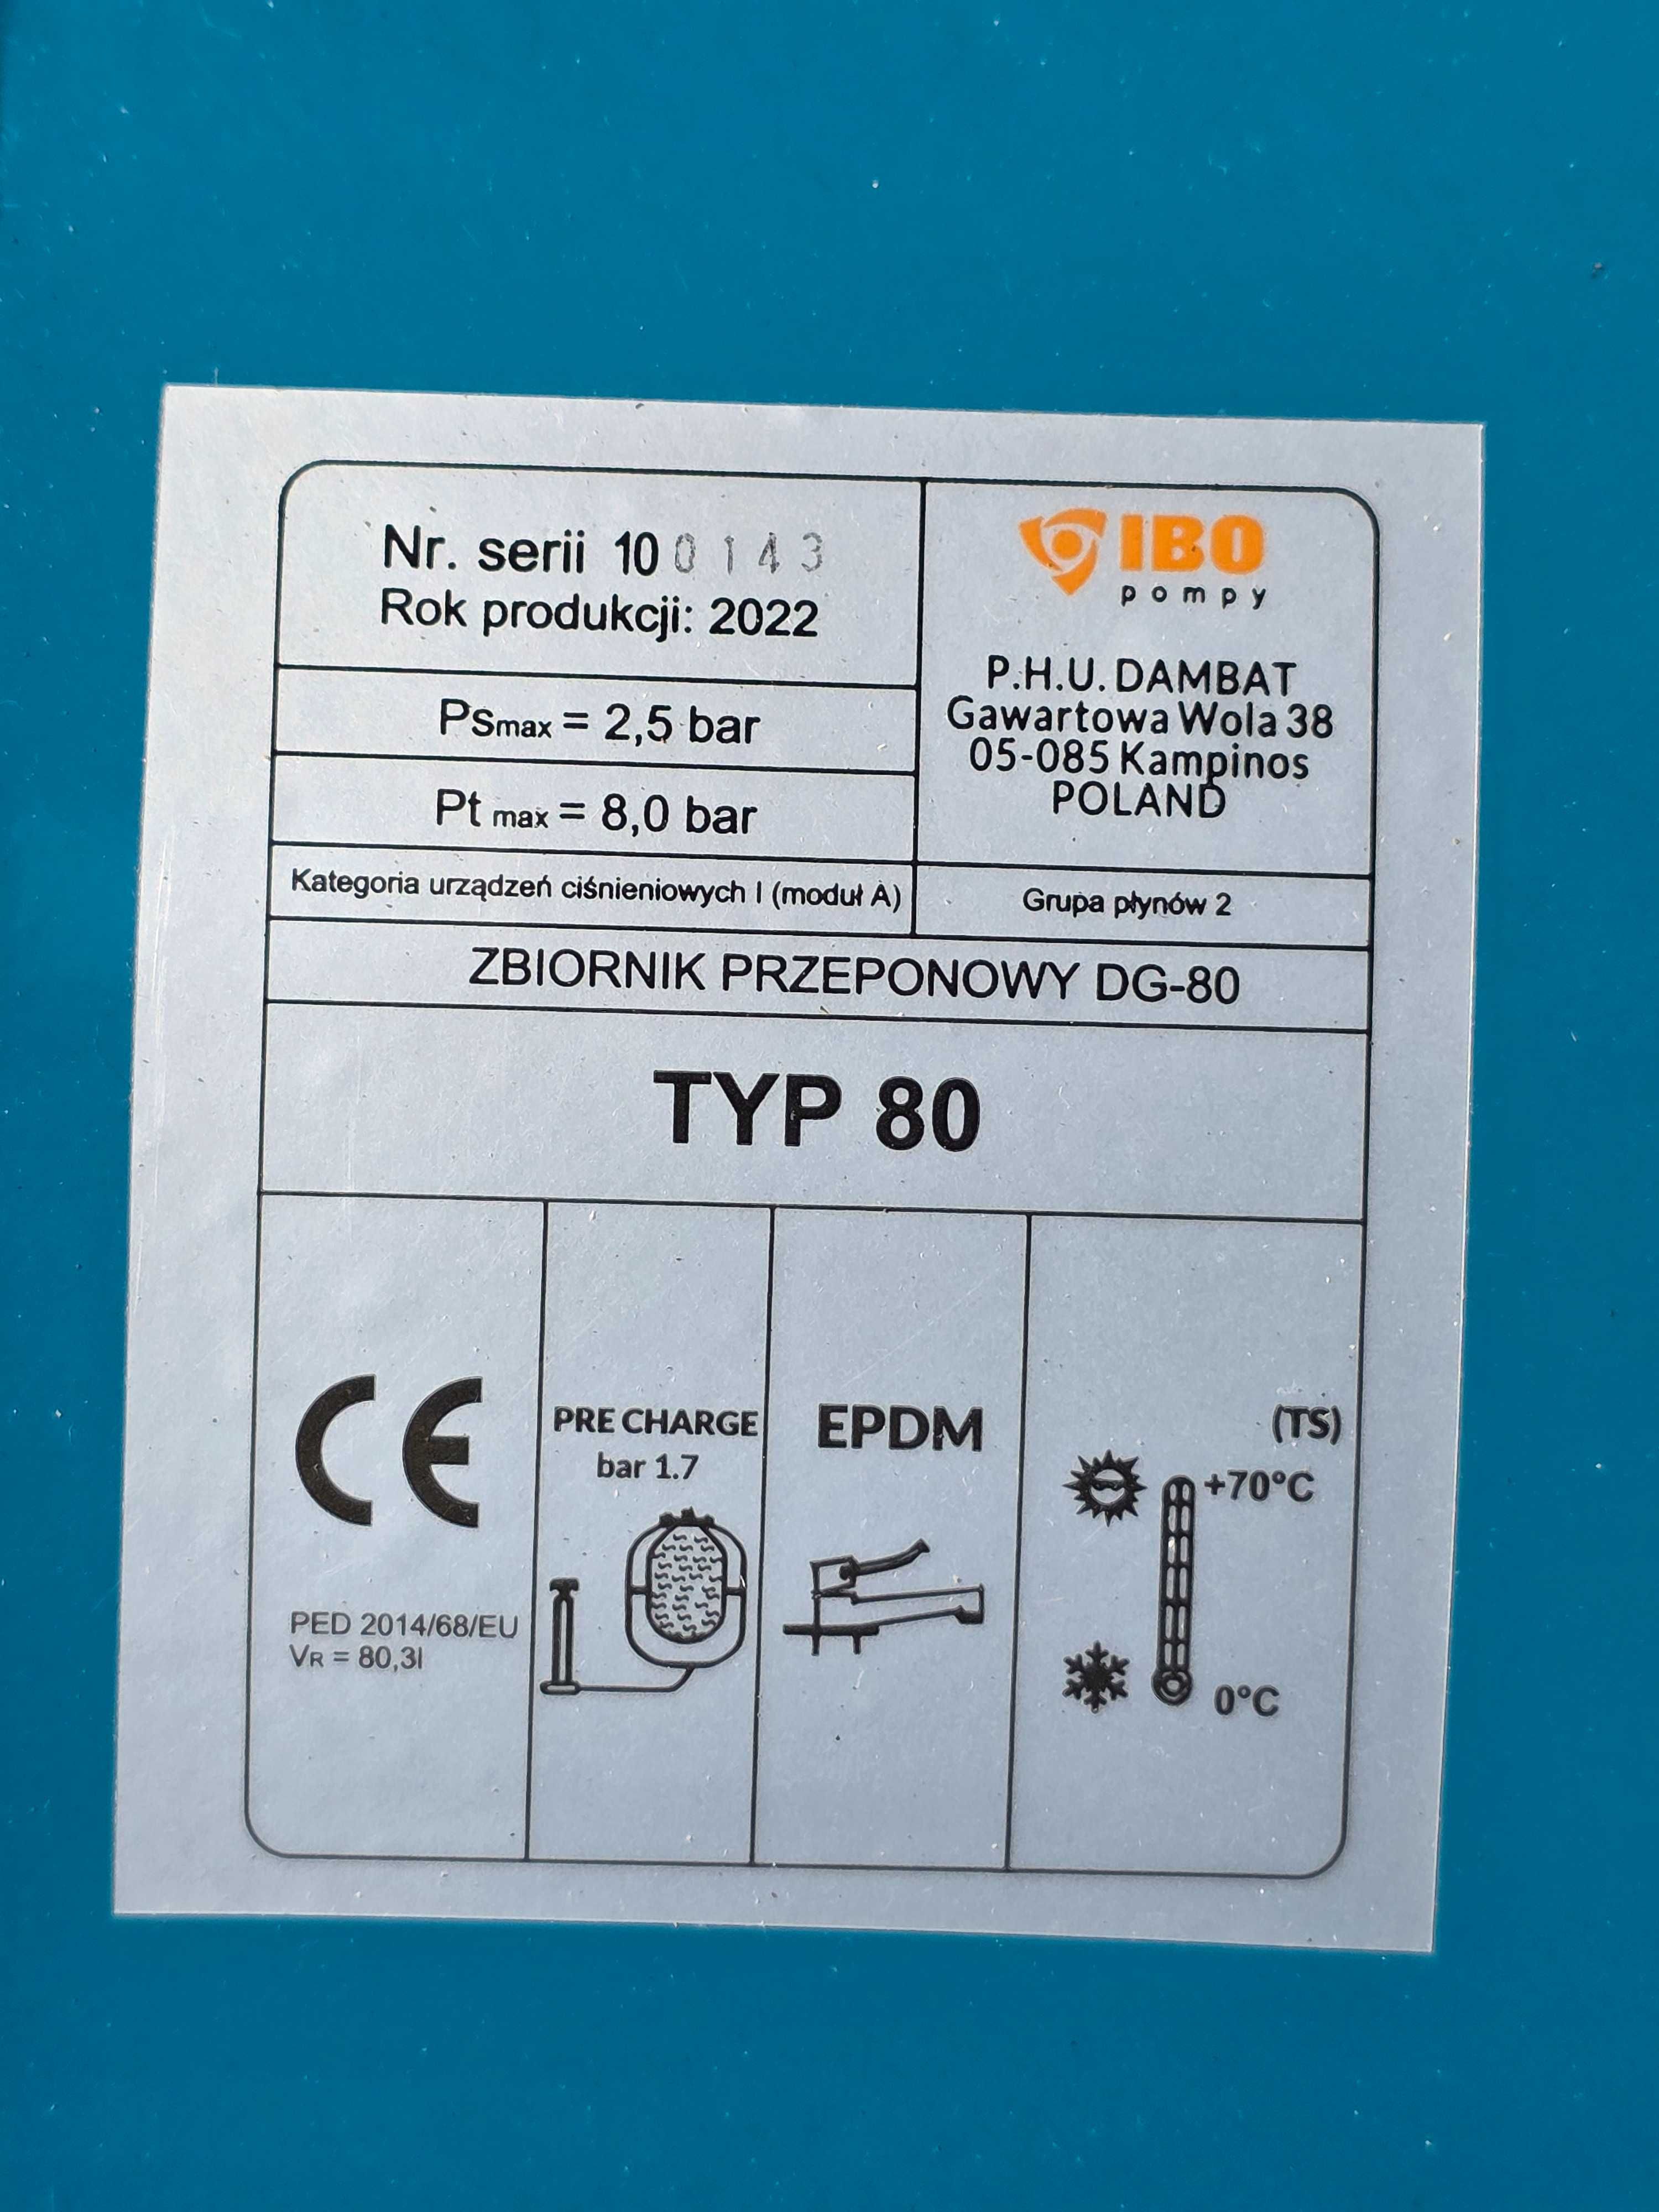 Nr. serii 100143
Rok produkcji: 2022
Psmax = 2,5 bar
Pt max = 8,0 bar
IBO
pompy
P.H.U. DAMBAT
Gawartowa Wola 38
05-085 Kampinos
POLAND
Kategoria urządzeń ciśnieniowych I (moduł A)
Grupa płynów 2
ZBIORNIK PRZEPONOWY DG-80
TYP 80
CE
PED 2014/68/EU
VR = 80,3l
PRE CHARGE
bar 1.7
EPDM
(TS)
+70°C
0°C